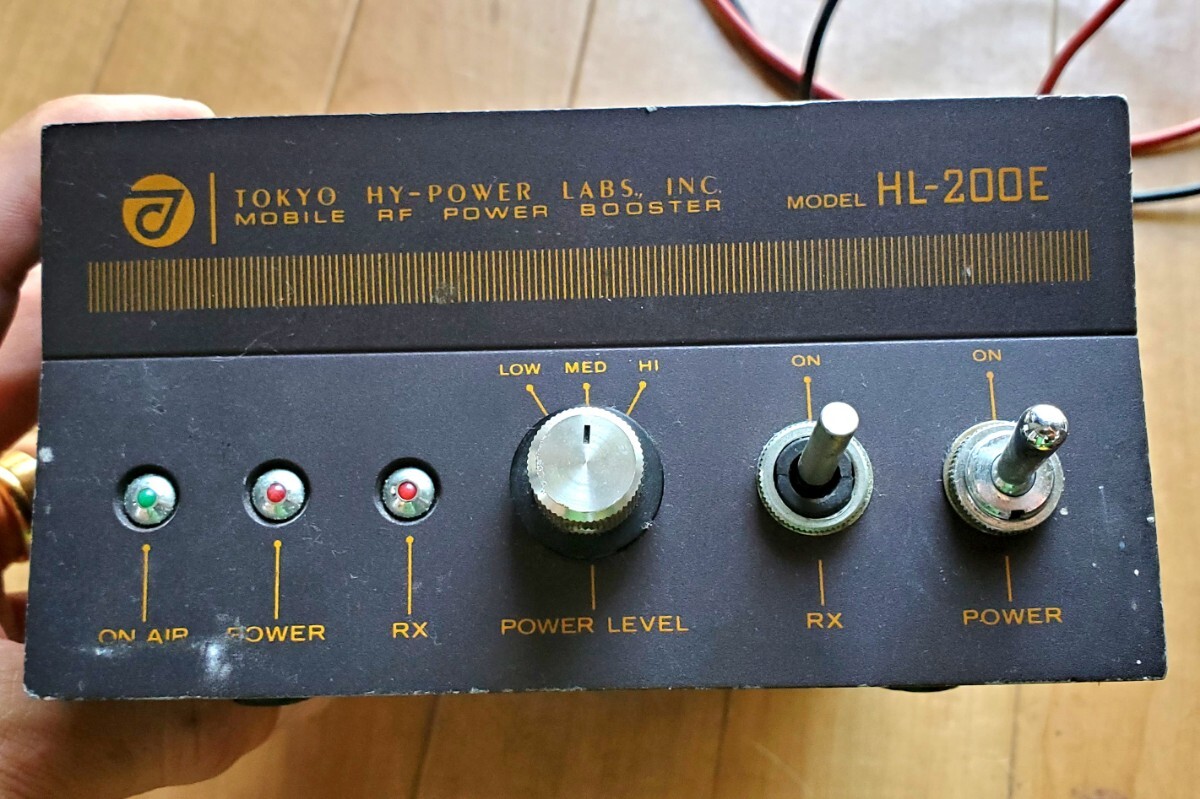 TOKYO HY-POWER LABS., INC.
MOBILE RF POWER BOOSTER
MODEL HL-200E
LOW MED HI
ON
ON
ON AIR
POWER
RX
POWER LEVEL
RX
POWER